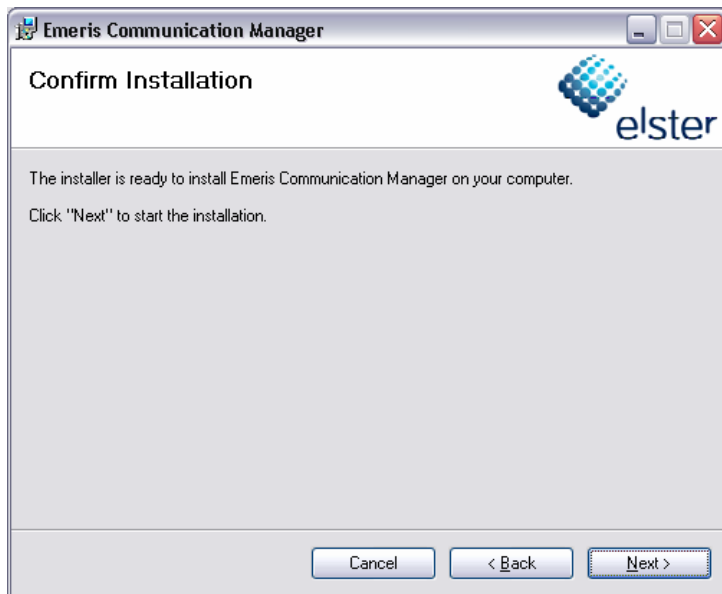 Emeris Communication Manager
Confirm Installation
elster
The installer is ready to install Emeris Communication Manager on your computer.
Click "Next" to start the installation.
Cancel
< Back
Next >